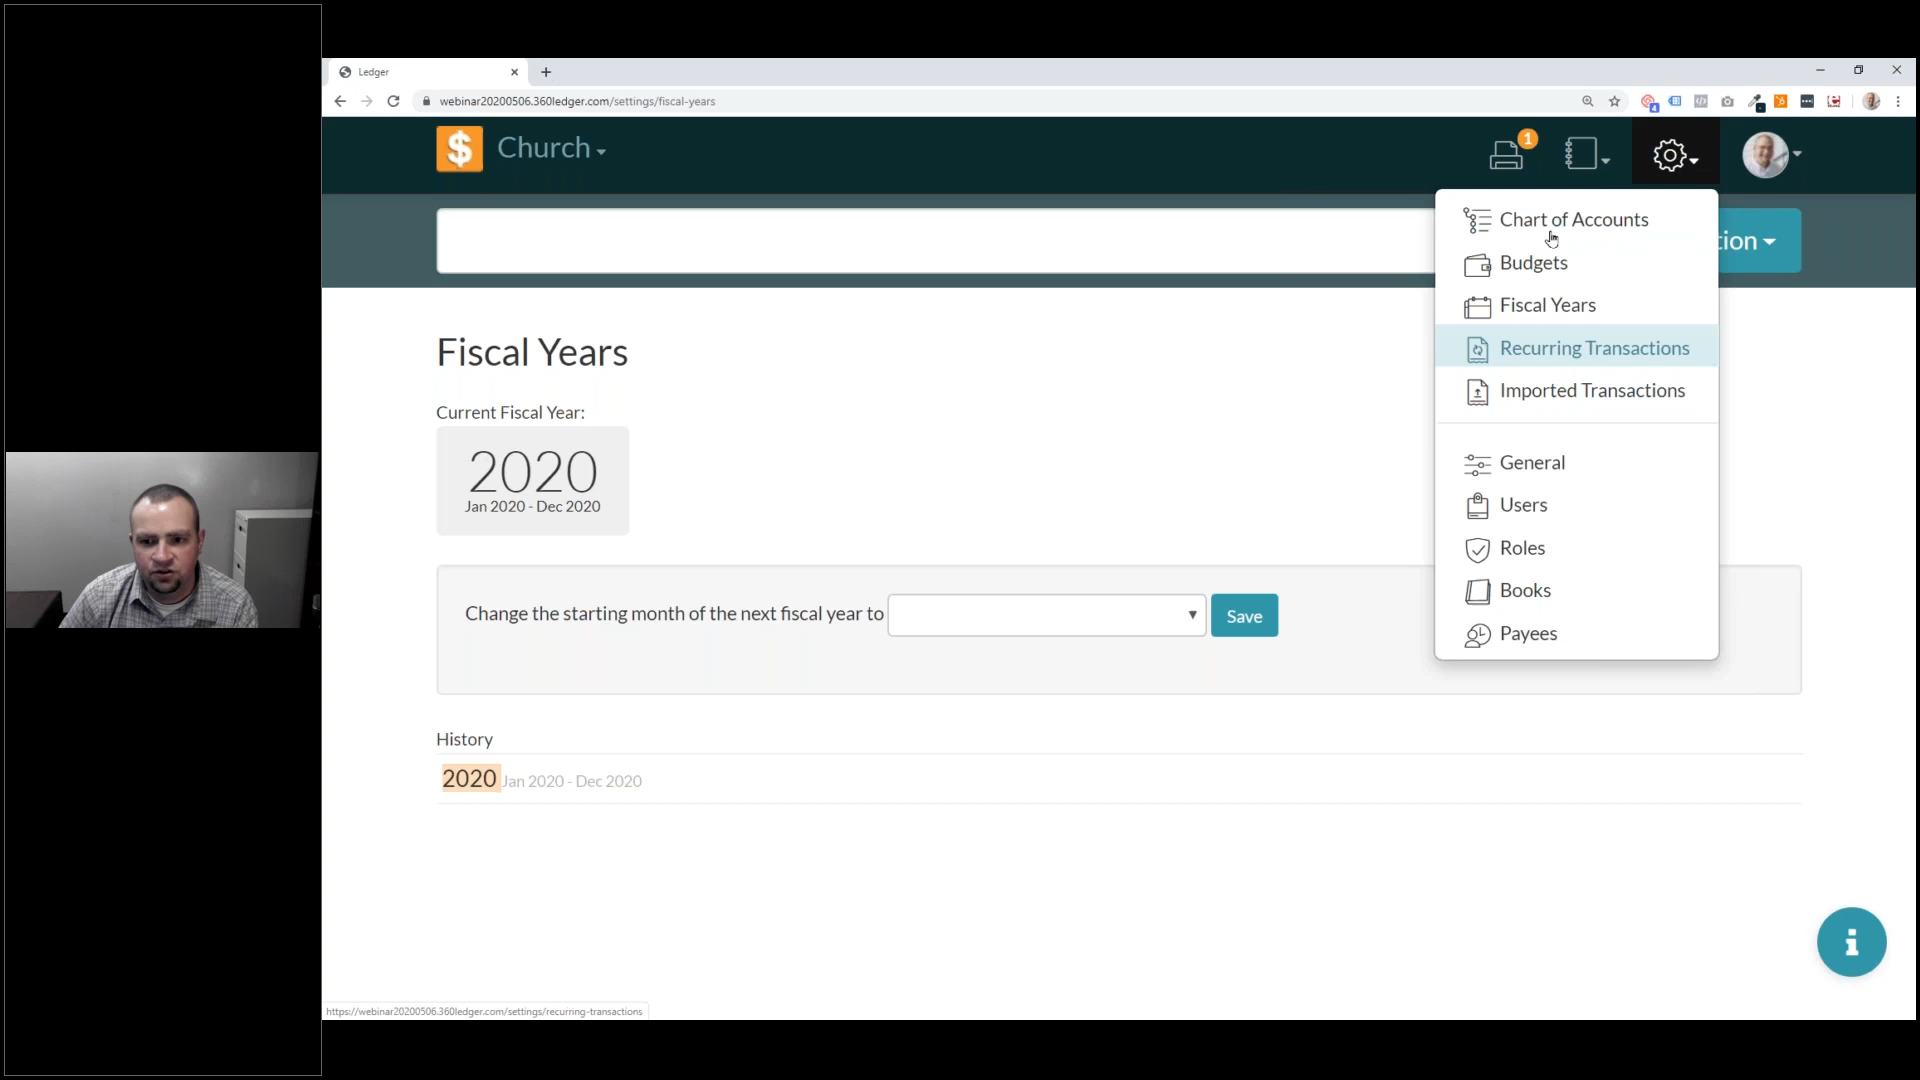 Ledger
webinar20200506.360ledger.com/settings/fiscal-years
4
$
Church
1
Chart of Accounts
Budgets
Fiscal Years
Recurring Transactions
Imported Transactions
General
Users
Roles
Books
Payees
tion
Fiscal Years
Current Fiscal Year:
2020
Jan 2020 - Dec 2020
Change the starting month of the next fiscal year to
Save
History
2020 Jan 2020 - Dec 2020
i
https://webinar20200506.360ledger.com/settings/recurring-transactions